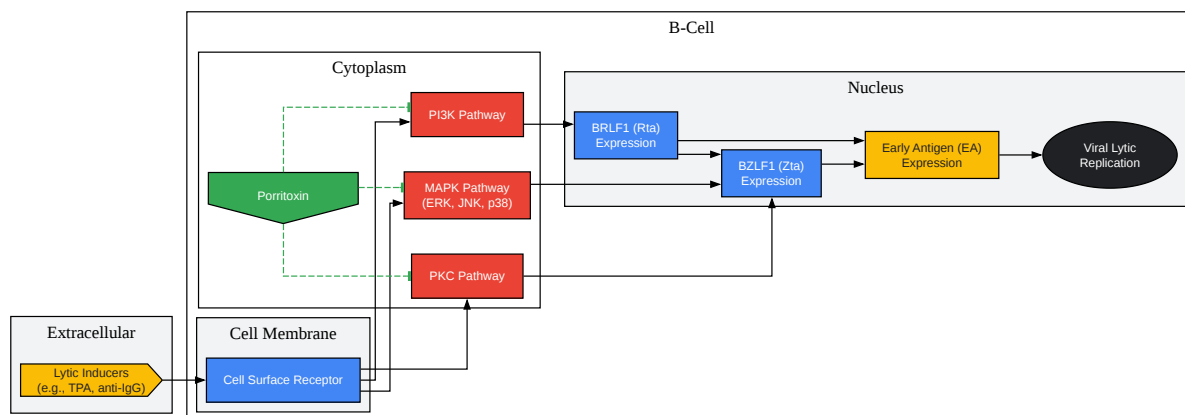 B-Cell
Cytoplasm
Nucleus
PI3K Pathway
BRLF1 (Rta)
Expression
Early Antigen (EA)
Expression
Viral Lytic
Replication
BZLF1 (Zta)
Expression
Porritoxin
MAPK Pathway
(ERK, JNK, p38)
PKC Pathway
Extracellular
Cell Membrane
Lytic Inducers
(e.g., TPA, anti-IgG)
Cell Surface Receptor